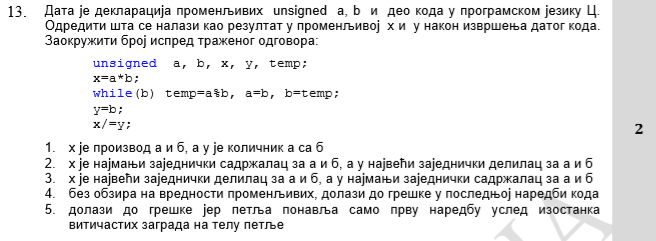 13. Дата је декларација променљивих unsigned a, b и део кода у програмском језику Ц.
Одредити шта се налази као резултат у променљивој x и y након извршења датог кода.
Заокружити број испред траженог одговора:
unsigned a, b, x, y, temp;
x=a*b;
while(b) temp=a%b, a=b, b=temp;
y=b;
x/=y;
2
1. x је производ a и б, а y је количник a са б
2. x је најмањи заједнички садржалац за a и б, а y највећи заједнички делилац за a и б
3. x је највећи заједнички делилац за a и б, а y најмањи заједнички садржалац за a и б
4. без обзира на вредности променљивих, долази до грешке у последњој наредби кода
5. долази до грешке јер петља понавља само прву наредбу услед изостанка
витичастих заграда на телу петље